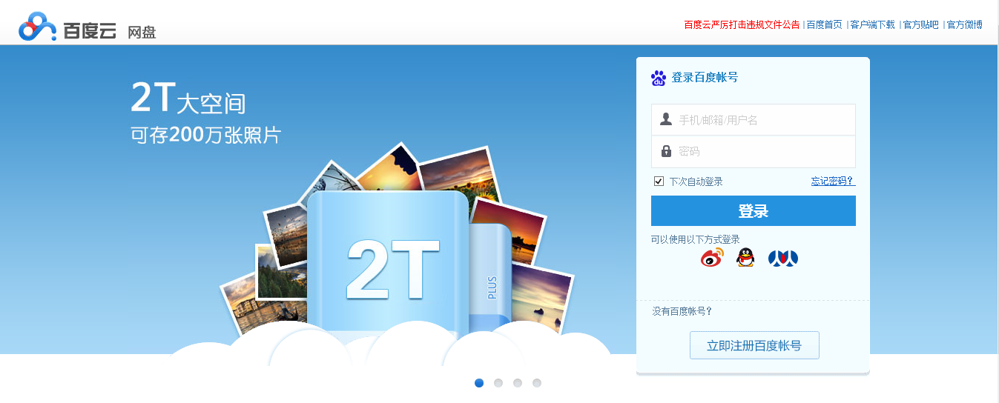 百度云 网盘
百度云严厉打击违规文件公告 | 百度首页 | 客户端下载 | 官方贴吧 | 官方微博
2T大空间
可存200万张照片
2T
PLUS
du 登录百度帐号
手机/邮箱/用户名
密码
下次自动登录 忘记密码?
登录
可以使用以下方式登录
没有百度帐号?
立即注册百度帐号